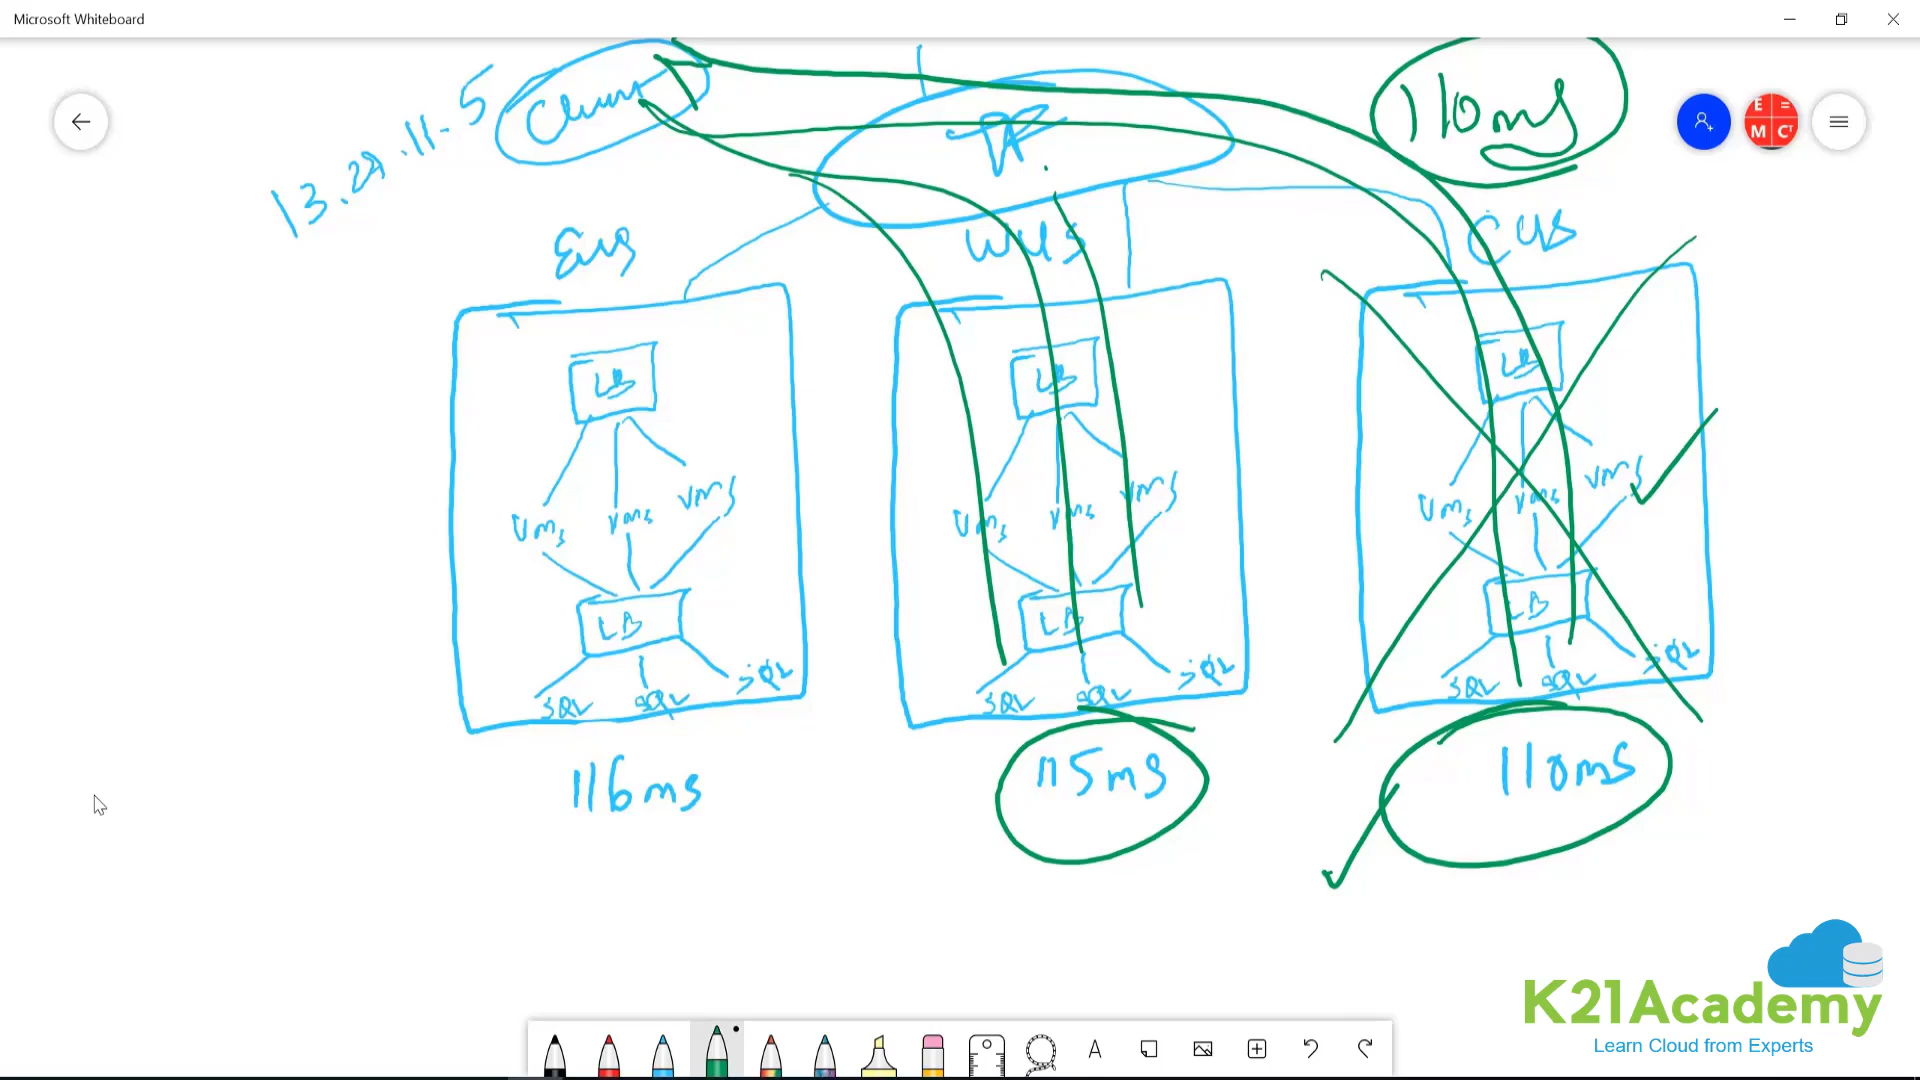 Microsoft Whiteboard
Client
13.29.11.5
110ms
EUS
WUS
CUS
LB
LB
LB
VMs VMs VMs
VMs VMs VMs
VMs VMs VMs
LB
LB
LB
SQL SQL SQL
SQL SQL SQL
SQL SQL SQL
116ms
115ms
110ms
E =
M C
K21Academy
Learn Cloud from Experts
A